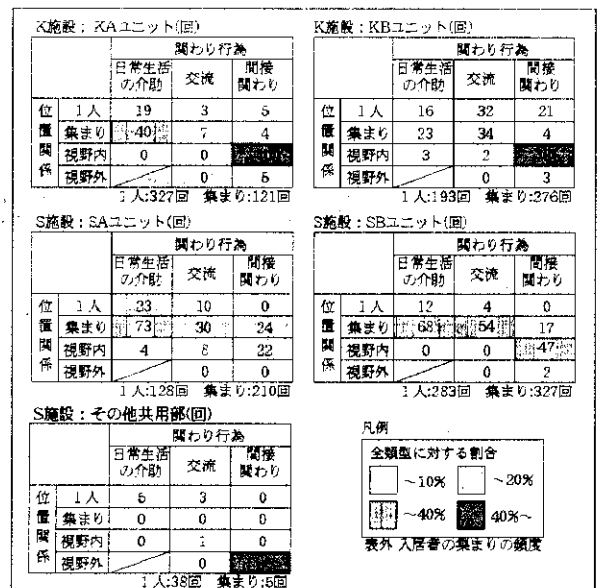 K施設：KAユニット(回)
関わり行為
日常生活の介助 交流 間接関わり
位置関係
1人 19 3 5
集まり 40 7 4
視野内 0 0
視野外 0 5
1人:327回 集まり:121回
K施設：KBユニット(回)
関わり行為
日常生活の介助 交流 間接関わり
位置関係
1人 16 32 21
集まり 23 34 4
視野内 3 2
視野外 0 3
1人:193回 集まり:276回
S施設：SAユニット(回)
関わり行為
日常生活の介助 交流 間接関わり
位置関係
1人 23 10 0
集まり 73 30 24
視野内 4 8 22
視野外 0 0
1人:128回 集まり:210回
S施設：SBユニット(回)
関わり行為
日常生活の介助 交流 間接関わり
位置関係
1人 12 4 0
集まり 68 54 17
視野内 0 0 47
視野外 0 2
1人:283回 集まり:327回
S施設：その他共用部(回)
関わり行為
日常生活の介助 交流 間接関わり
位置関係
1人 5 3 0
集まり 0 0 0
視野内 0 1 0
視野外 0
1人:38回 集まり:5回
凡例
全類型に対する割合
～10% ～20%
～40% 40%～
表外 入居者の集まりの頻度